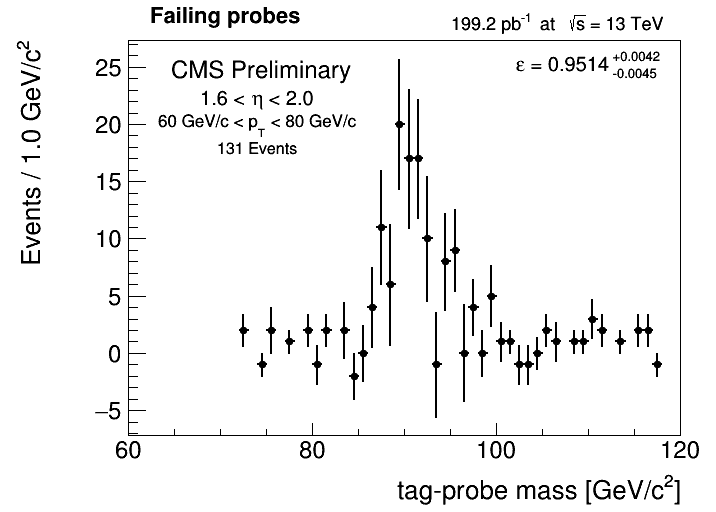 Failing probes
199.2 pb⁻¹ at √s = 13 TeV
CMS Preliminary
1.6 < η < 2.0
60 GeV/c < p_T < 80 GeV/c
131 Events
ε = 0.9514 +0.0042 -0.0045
Events / 1.0 GeV/c²
25
20
15
10
5
0
−5
60 80 100 120
tag-probe mass [GeV/c²]